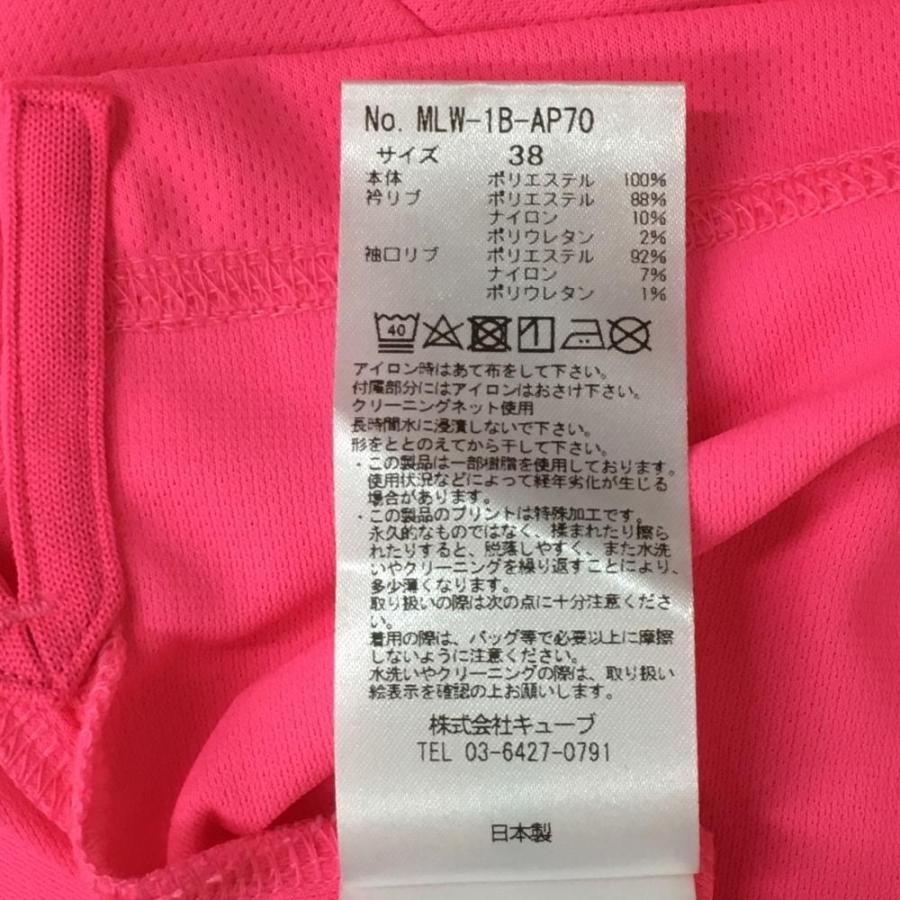 No. MLW-1B-AP70
サイズ 38
本体 ポリエステル 100%
衿リブ ポリエステル 88%
ナイロン 10%
ポリウレタン 2%
袖口リブ ポリエステル 92%
ナイロン 7%
ポリウレタン 1%
40
アイロン時はあて布をして下さい。
付属部分にはアイロンはおさけ下さい。
クリーニングネット使用
長時間水に浸漬しないで下さい。
形をととのえてから干して下さい。
・この製品は一部樹脂を使用しております。
使用状況などによって経年劣化が生じる
場合があります。
・この製品のプリントは特殊加工です。
永久的なものではなく、揉まれたり擦ら
れたりすると、脱落しやすく、また水洗
いやクリーニングを繰り返すことにより、
多少薄くなります。
取り扱いの際は次の点に十分注意くださ
い。
着用の際は、バッグ等で必要以上に摩擦
しないように注意ください。
水洗いやクリーニングの際は、取り扱い
絵表示を確認の上お願いします。
株式会社キューブ
TEL 03-6427-0791
日本製